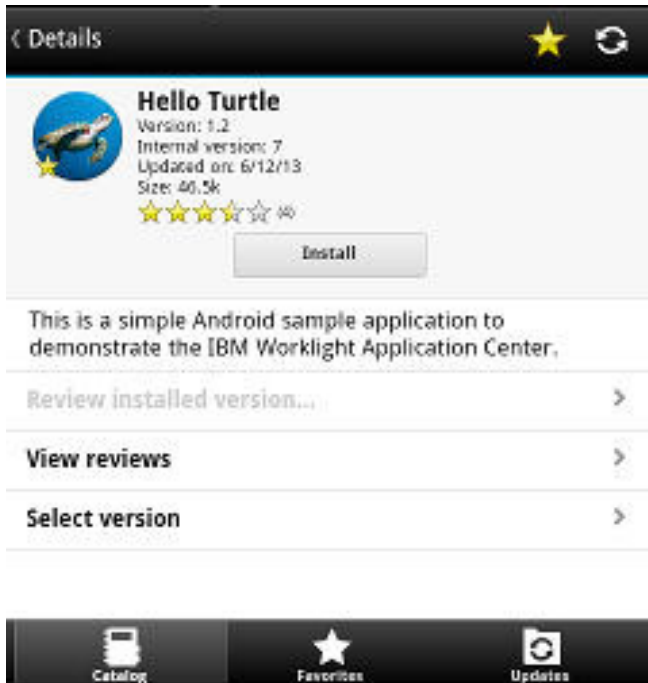 Details
Hello Turtle
Version: 1.2
Internal version: 7
Updated on: 6/12/13
Size: 46.5k
(4)
Install
This is a simple Android sample application to
demonstrate the IBM Worklight Application Center.
Review installed version...
View reviews
Select version
Catalog Favorites Updates